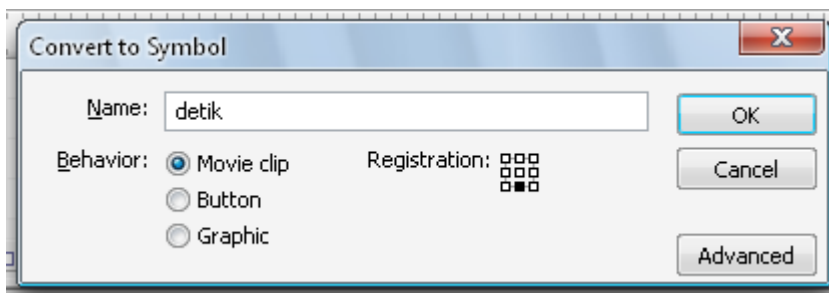 Convert to Symbol
Name: detik OK
Behavior: Movie clip Registration: Cancel
Button
Graphic
Advanced